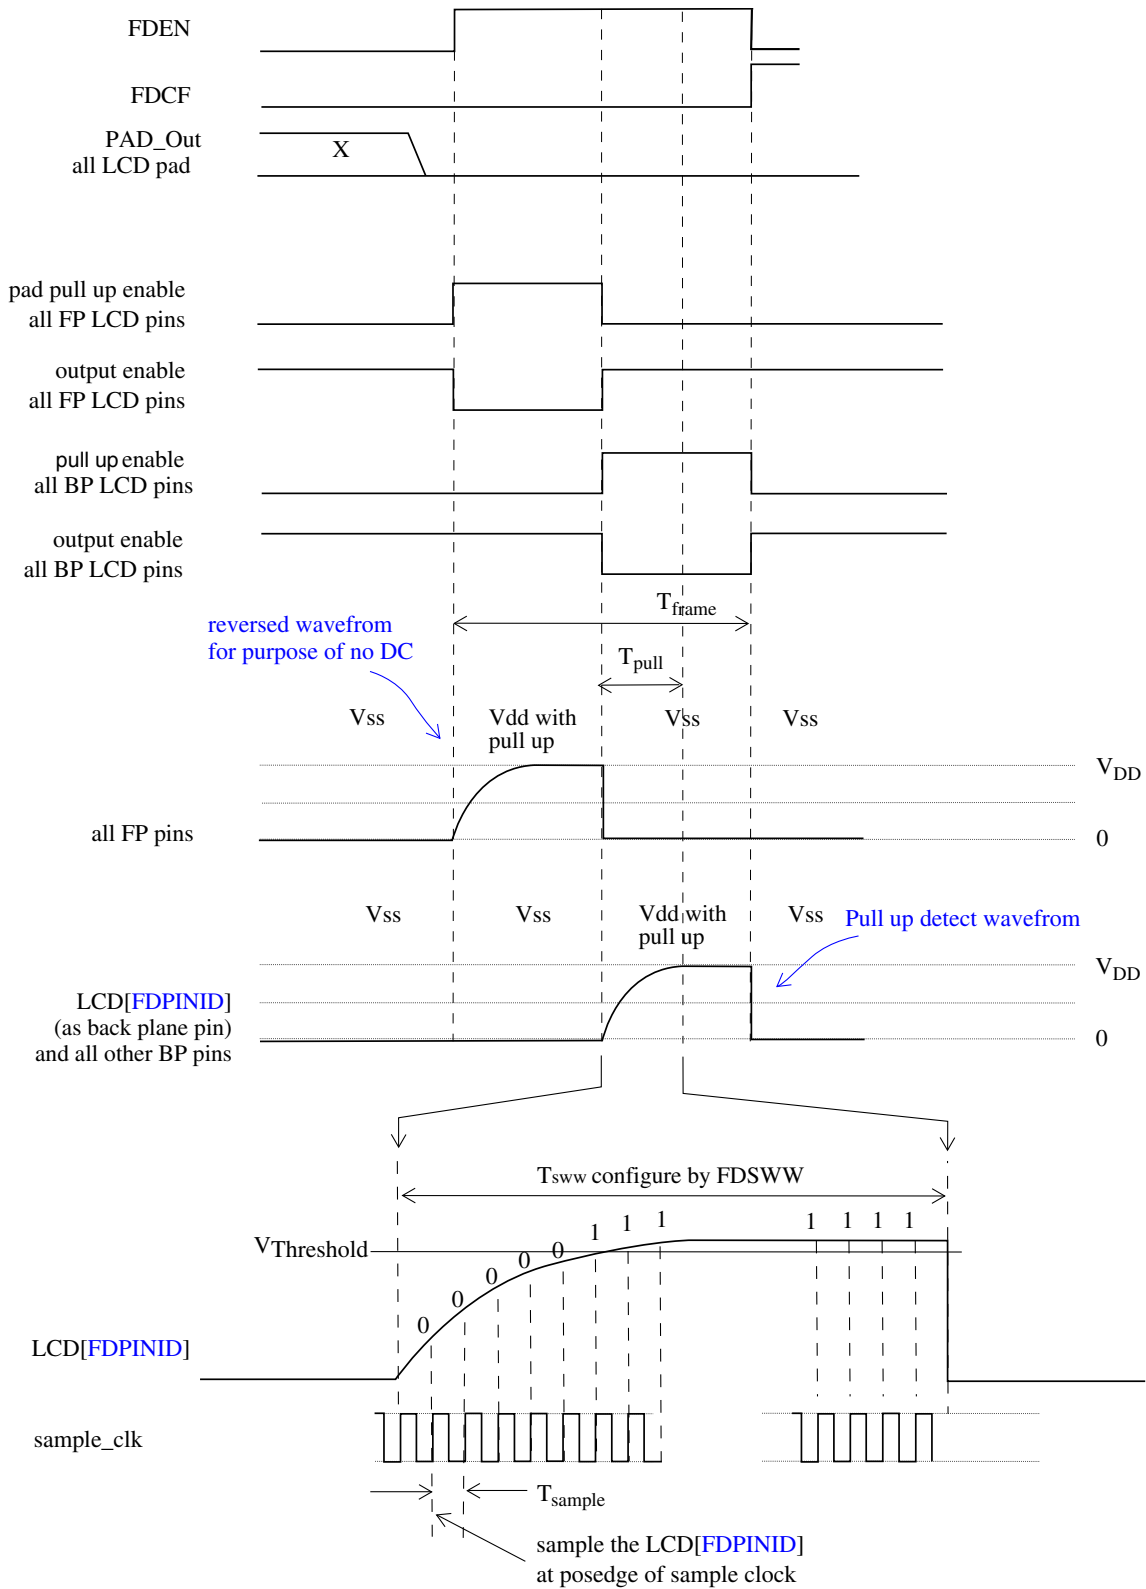 FDEN
FDCF
PAD_Out
all LCD pad
X
pad pull up enable
all FP LCD pins
output enable
all FP LCD pins
pull up enable
all BP LCD pins
output enable
all BP LCD pins
Tframe
reversed wavefrom
for purpose of no DC
Tpull
Vss
Vdd with
pull up
Vss
Vss
VDD
all FP pins
0
Vss
Vss
Vdd with
pull up
Vss
Pull up detect wavefrom
VDD
LCD[FDPINID]
(as back plane pin)
and all other BP pins
0
Tsww configure by FDSWW
VThreshold
0 0 0 0 0 1 1 1 1 1 1 1
LCD[FDPINID]
sample_clk
Tsample
sample the LCD[FDPINID]
at posedge of sample clock